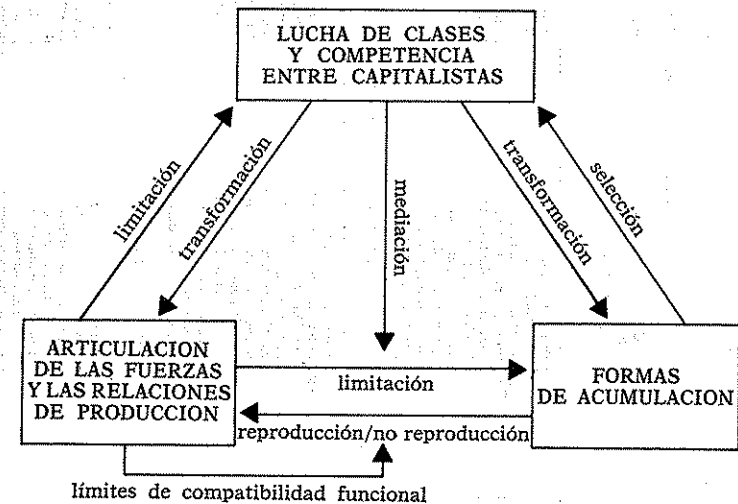 LUCHA DE CLASES
Y COMPETENCIA
ENTRE CAPITALISTAS
limitación
transformación
mediación
transformación
selección
ARTICULACION
DE LAS FUERZAS
Y LAS RELACIONES
DE PRODUCCION
limitación
FORMAS
DE ACUMULACION
reproducción/no reproducción
límites de compatibilidad funcional